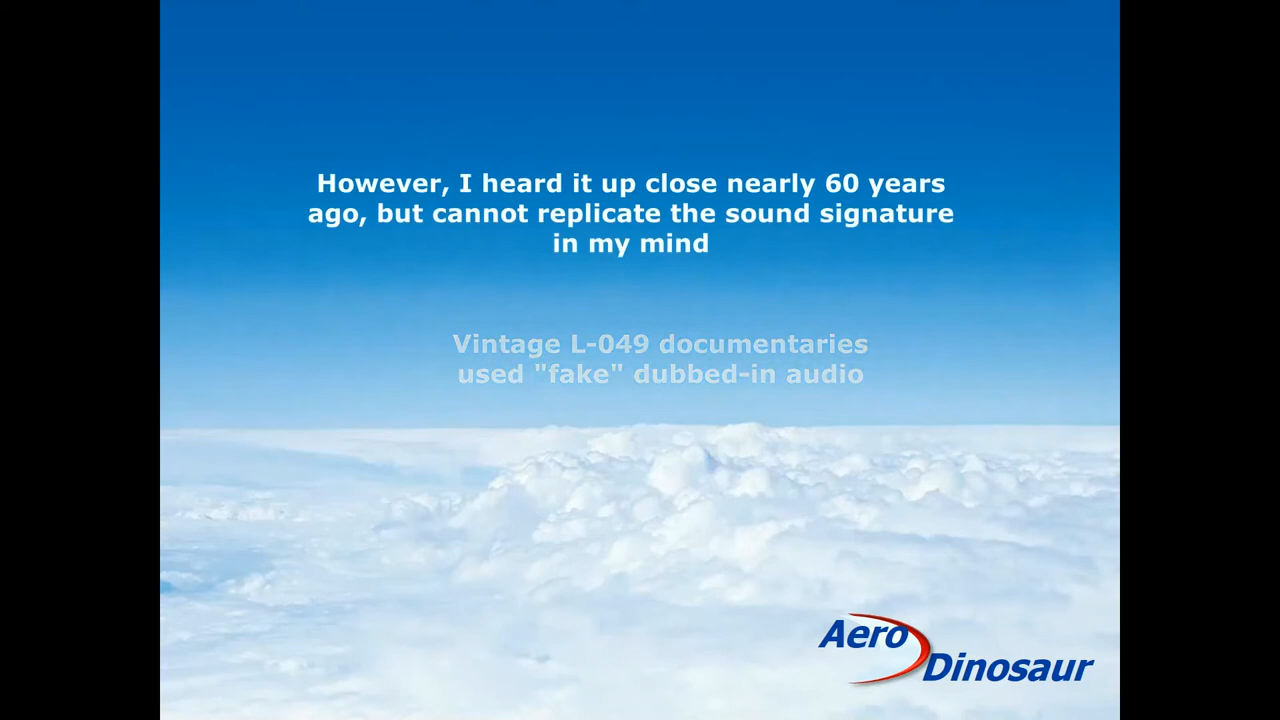 However, I heard it up close nearly 60 years
ago, but cannot replicate the sound signature
in my mind
Vintage L-049 documentaries
used "fake" dubbed-in audio
Aero
Dinosaur